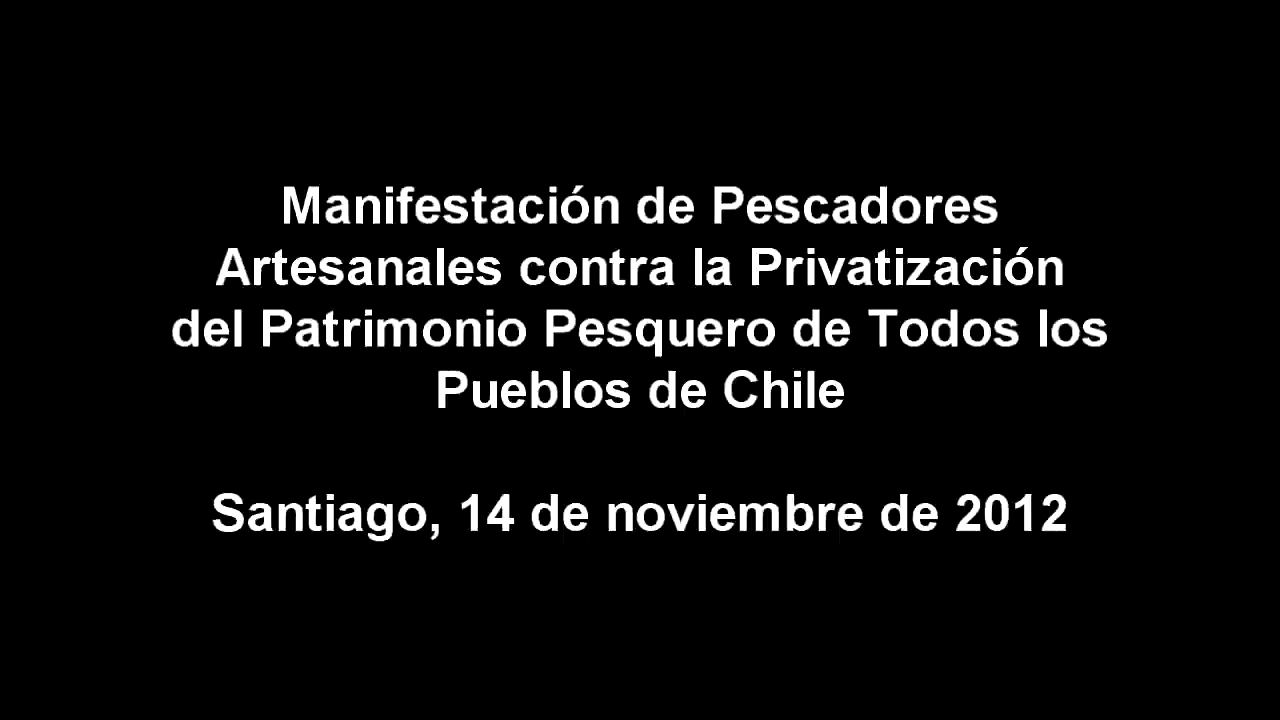 Manifestación de Pescadores
Artesanales contra la Privatización
del Patrimonio Pesquero de Todos los
Pueblos de Chile
Santiago, 14 de noviembre de 2012